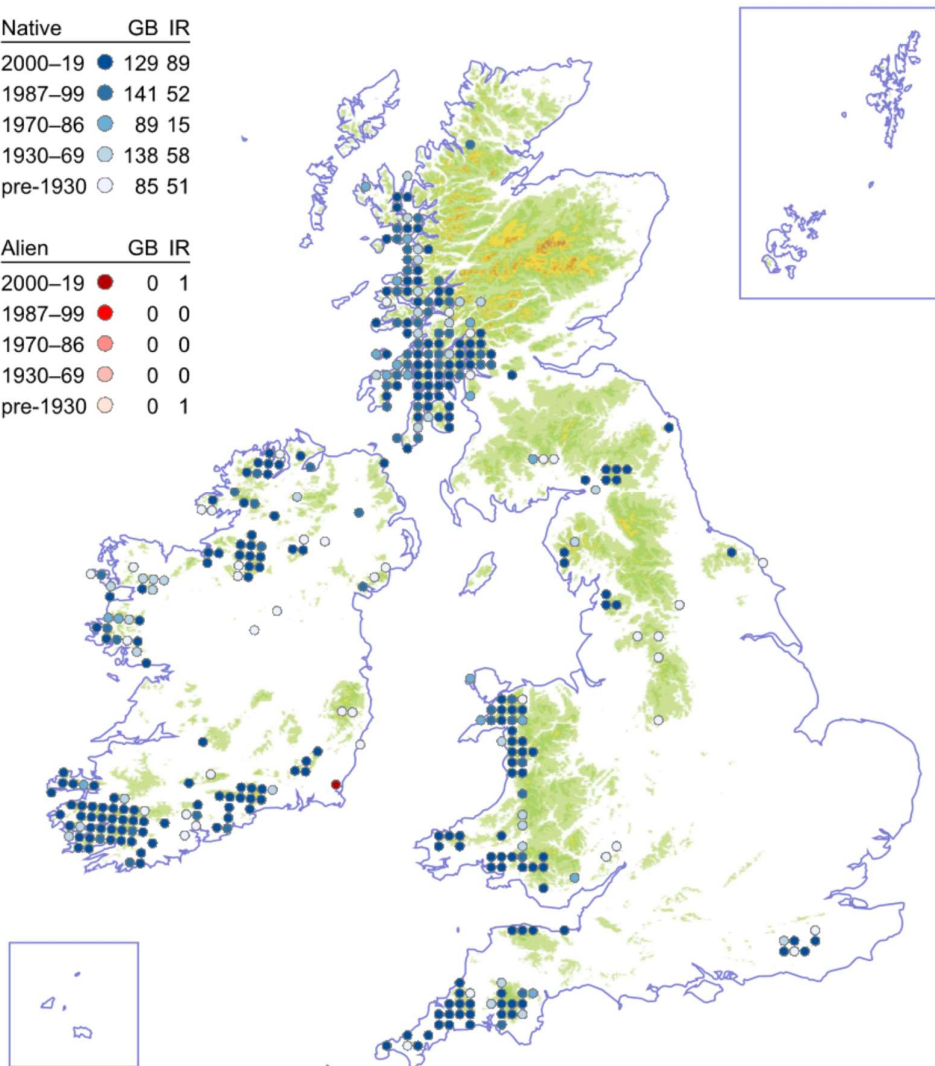 Native GB IR
2000–19 129 89
1987–99 141 52
1970–86 89 15
1930–69 138 58
pre-1930 85 51
Alien GB IR
2000–19 0 1
1987–99 0 0
1970–86 0 0
1930–69 0 0
pre-1930 0 1